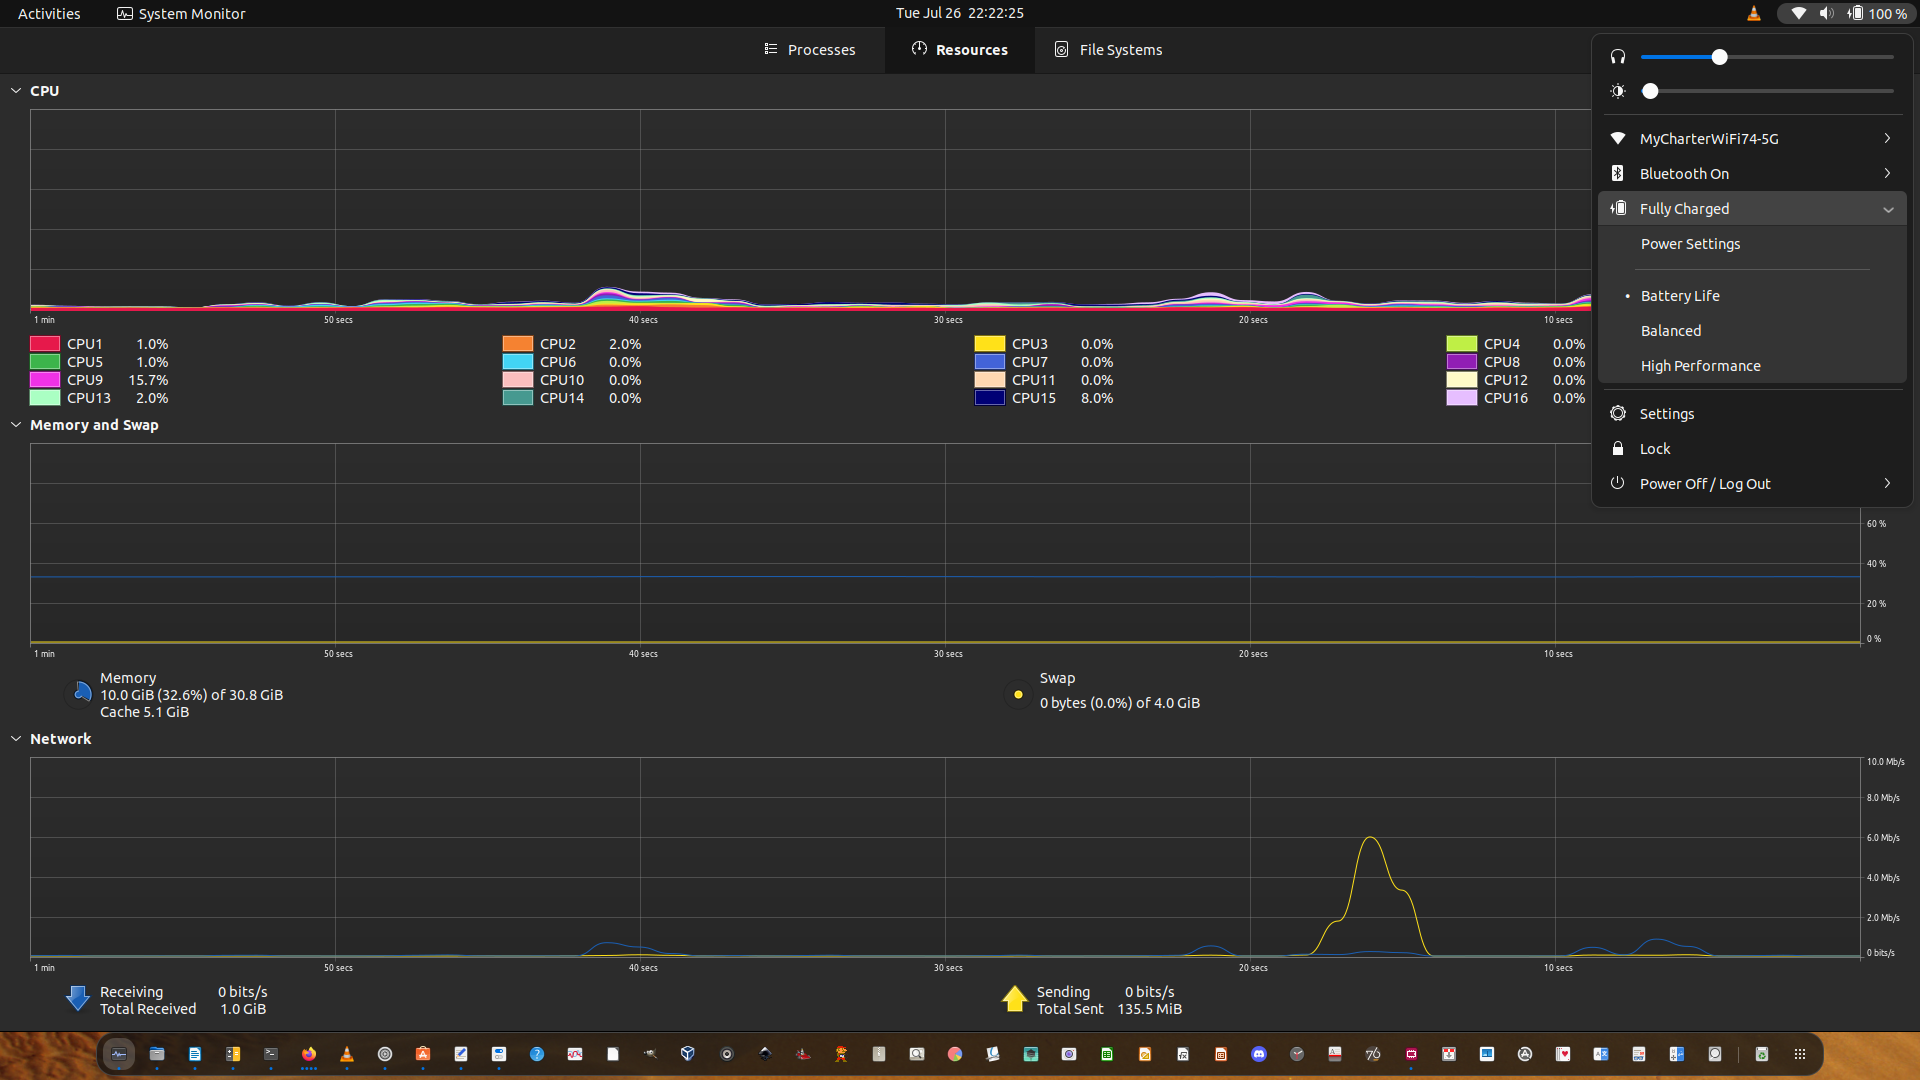 Activities
System Monitor
Tue Jul 26 22:22:25
100 %
Processes
Resources
File Systems
CPU
1 min
50 secs
40 secs
30 secs
20 secs
10 secs
CPU1 1.0%
CPU2 2.0%
CPU3 0.0%
CPU4 0.0%
CPU5 1.0%
CPU6 0.0%
CPU7 0.0%
CPU8 0.0%
CPU9 15.7%
CPU10 0.0%
CPU11 0.0%
CPU12 0.0%
CPU13 2.0%
CPU14 0.0%
CPU15 8.0%
CPU16 0.0%
MyCharterWiFi74-5G
Bluetooth On
Fully Charged
Power Settings
Battery Life
Balanced
High Performance
Settings
Lock
Power Off / Log Out
Memory and Swap
60 %
40 %
20 %
0 %
1 min
50 secs
40 secs
30 secs
20 secs
10 secs
Memory
10.0 GiB (32.6%) of 30.8 GiB
Cache 5.1 GiB
Swap
0 bytes (0.0%) of 4.0 GiB
Network
10.0 Mb/s
8.0 Mb/s
6.0 Mb/s
4.0 Mb/s
2.0 Mb/s
0 bits/s
1 min
50 secs
40 secs
30 secs
20 secs
10 secs
Receiving 0 bits/s
Total Received 1.0 GiB
Sending 0 bits/s
Total Sent 135.5 MiB